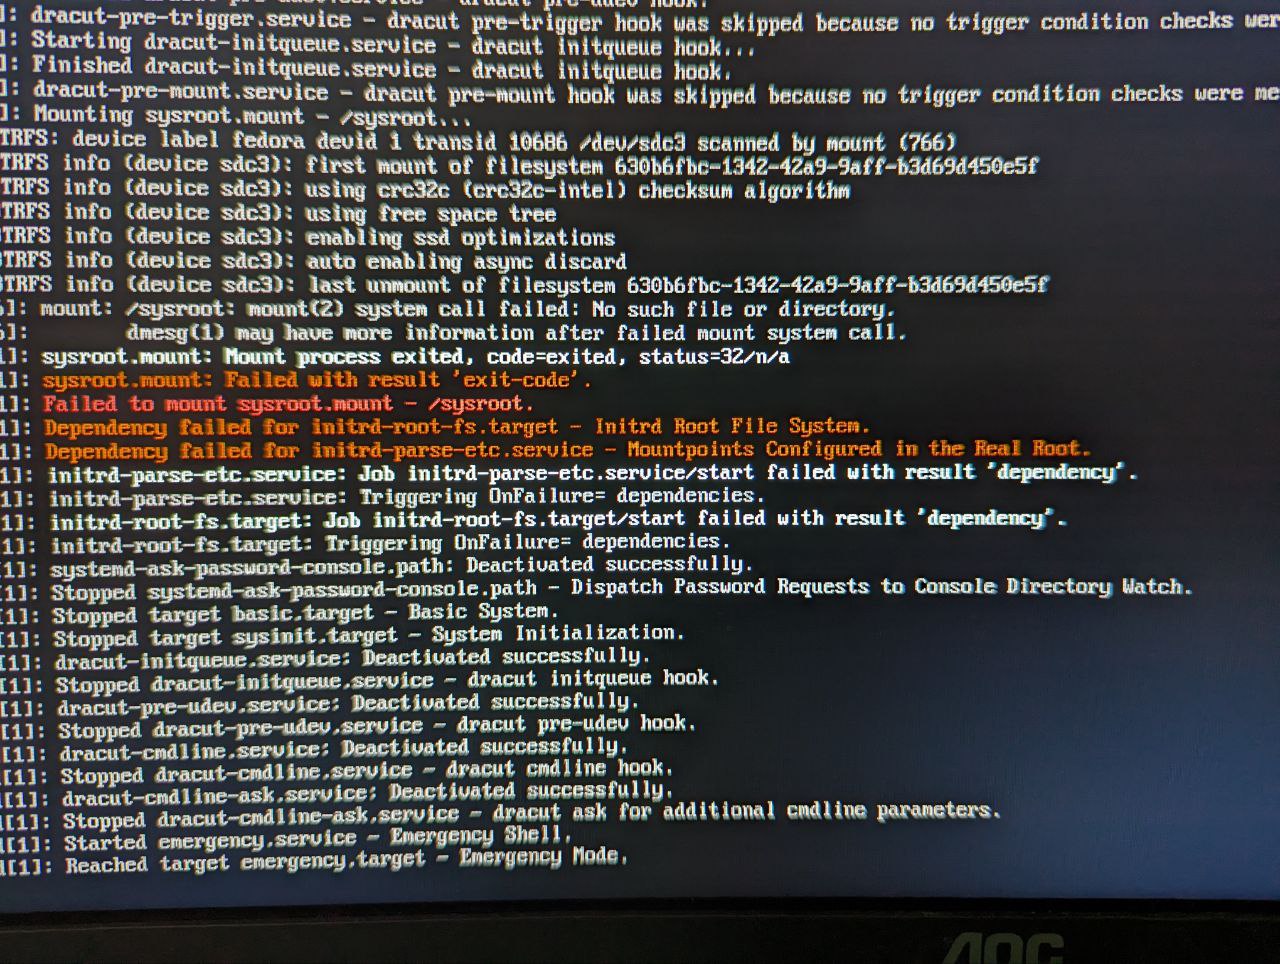 dracut pre-udev hook.
]: dracut-pre-trigger.service - dracut pre-trigger hook was skipped because no trigger condition checks wer
]: Starting dracut-initqueue.service - dracut initqueue hook...
]: Finished dracut-initqueue.service - dracut initqueue hook.
]: dracut-pre-mount.service - dracut pre-mount hook was skipped because no trigger condition checks were me
]: Mounting sysroot.mount - /sysroot...
TRFS: device label fedora devid 1 transid 10686 /dev/sdc3 scanned by mount (766)
TRFS info (device sdc3): first mount of filesystem 630b6fbc-1342-42a9-9aff-b3d69d450e5f
TRFS info (device sdc3): using crc32c (crc32c-intel) checksum algorithm
TRFS info (device sdc3): using free space tree
TRFS info (device sdc3): enabling ssd optimizations
TRFS info (device sdc3): auto enabling async discard
TRFS info (device sdc3): last unmount of filesystem 630b6fbc-1342-42a9-9aff-b3d69d450e5f
]: mount: /sysroot: mount(2) system call failed: No such file or directory.
]: dmesg(1) may have more information after failed mount system call.
]: sysroot.mount: Mount process exited, code=exited, status=32/n/a
1]: sysroot.mount: Failed with result 'exit-code'.
1]: Failed to mount sysroot.mount - /sysroot.
1]: Dependency failed for initrd-root-fs.target - Initrd Root File System.
1]: Dependency failed for initrd-parse-etc.service - Mountpoints Configured in the Real Root.
1]: initrd-parse-etc.service: Job initrd-parse-etc.service/start failed with result 'dependency'.
1]: initrd-parse-etc.service: Triggering OnFailure= dependencies.
1]: initrd-root-fs.target: Job initrd-root-fs.target/start failed with result 'dependency'.
1]: initrd-root-fs.target: Triggering OnFailure= dependencies.
[1]: systemd-ask-password-console.path: Deactivated successfully.
[1]: Stopped systemd-ask-password-console.path - Dispatch Password Requests to Console Directory Watch.
[1]: Stopped target basic.target - Basic System.
[1]: Stopped target sysinit.target - System Initialization.
[1]: dracut-initqueue.service: Deactivated successfully.
[1]: Stopped dracut-initqueue.service - dracut initqueue hook.
[1]: dracut-pre-udev.service: Deactivated successfully.
[1]: Stopped dracut-pre-udev.service - dracut pre-udev hook.
[1]: dracut-cmdline.service: Deactivated successfully.
[1]: Stopped dracut-cmdline.service - dracut cmdline hook.
[1]: dracut-cmdline-ask.service: Deactivated successfully.
[1]: Stopped dracut-cmdline-ask.service - dracut ask for additional cmdline parameters.
[1]: Started emergency.service - Emergency Shell.
[1]: Reached target emergency.target - Emergency Mode.
AOC